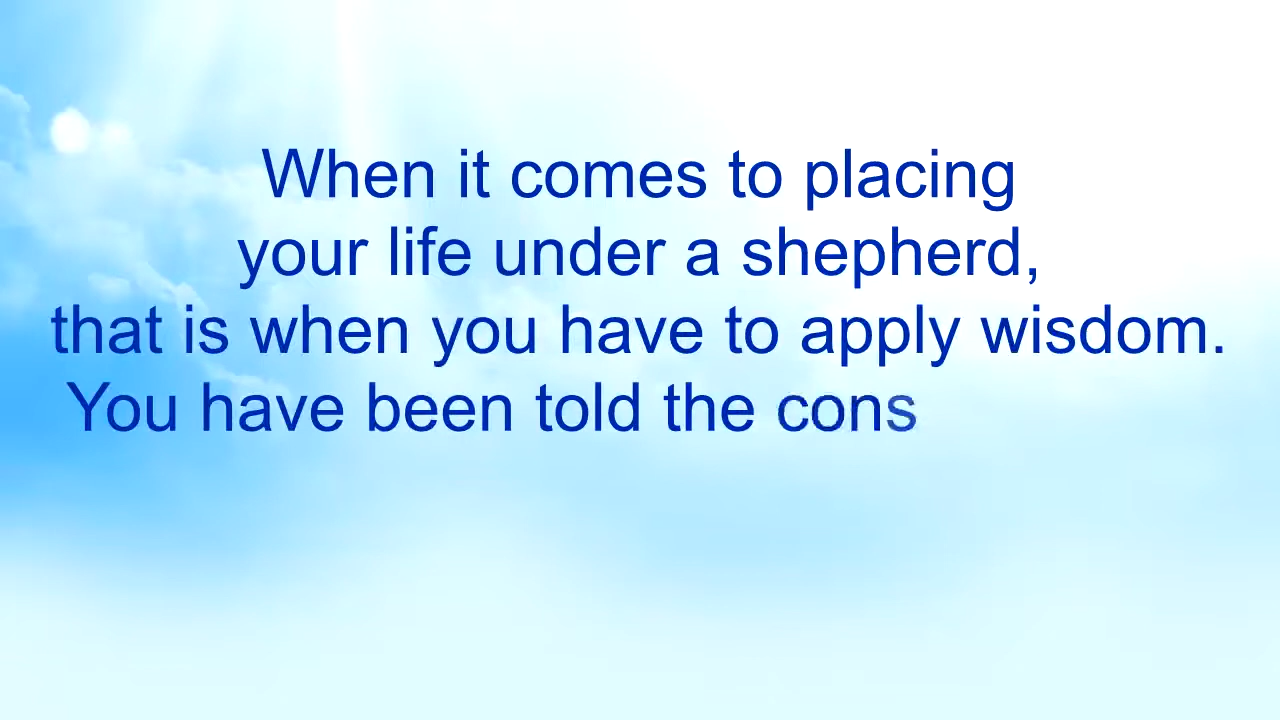 When it comes to placing
your life under a shepherd,
that is when you have to apply wisdom.
You have been told the cons